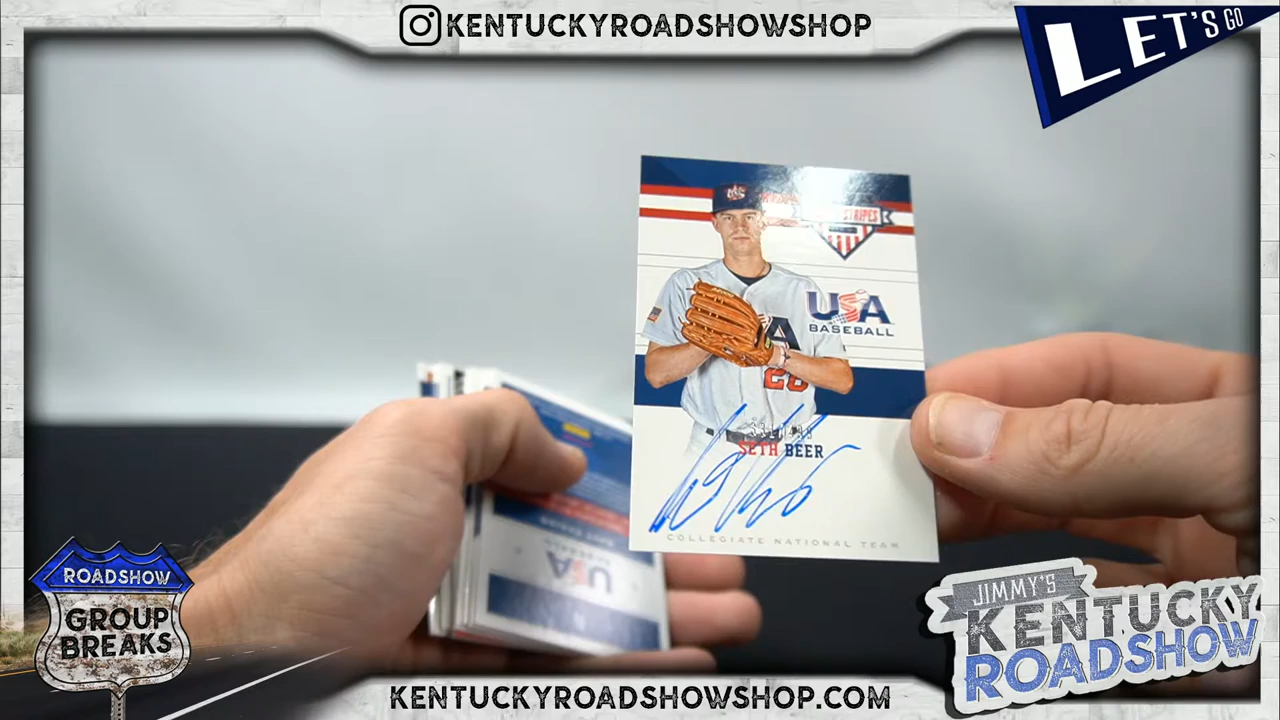 KENTUCKYROADSHOWSHOP
LET'S GO
STRIPES
USA
BASEBALL
A
SETH BEER
COLLEGIATE NATIONAL TEAM
USA
ROADSHOW
GROUP
BREAKS
JIMMY'S
KENTUCKY
ROADSHOW
KENTUCKYROADSHOWSHOP.COM